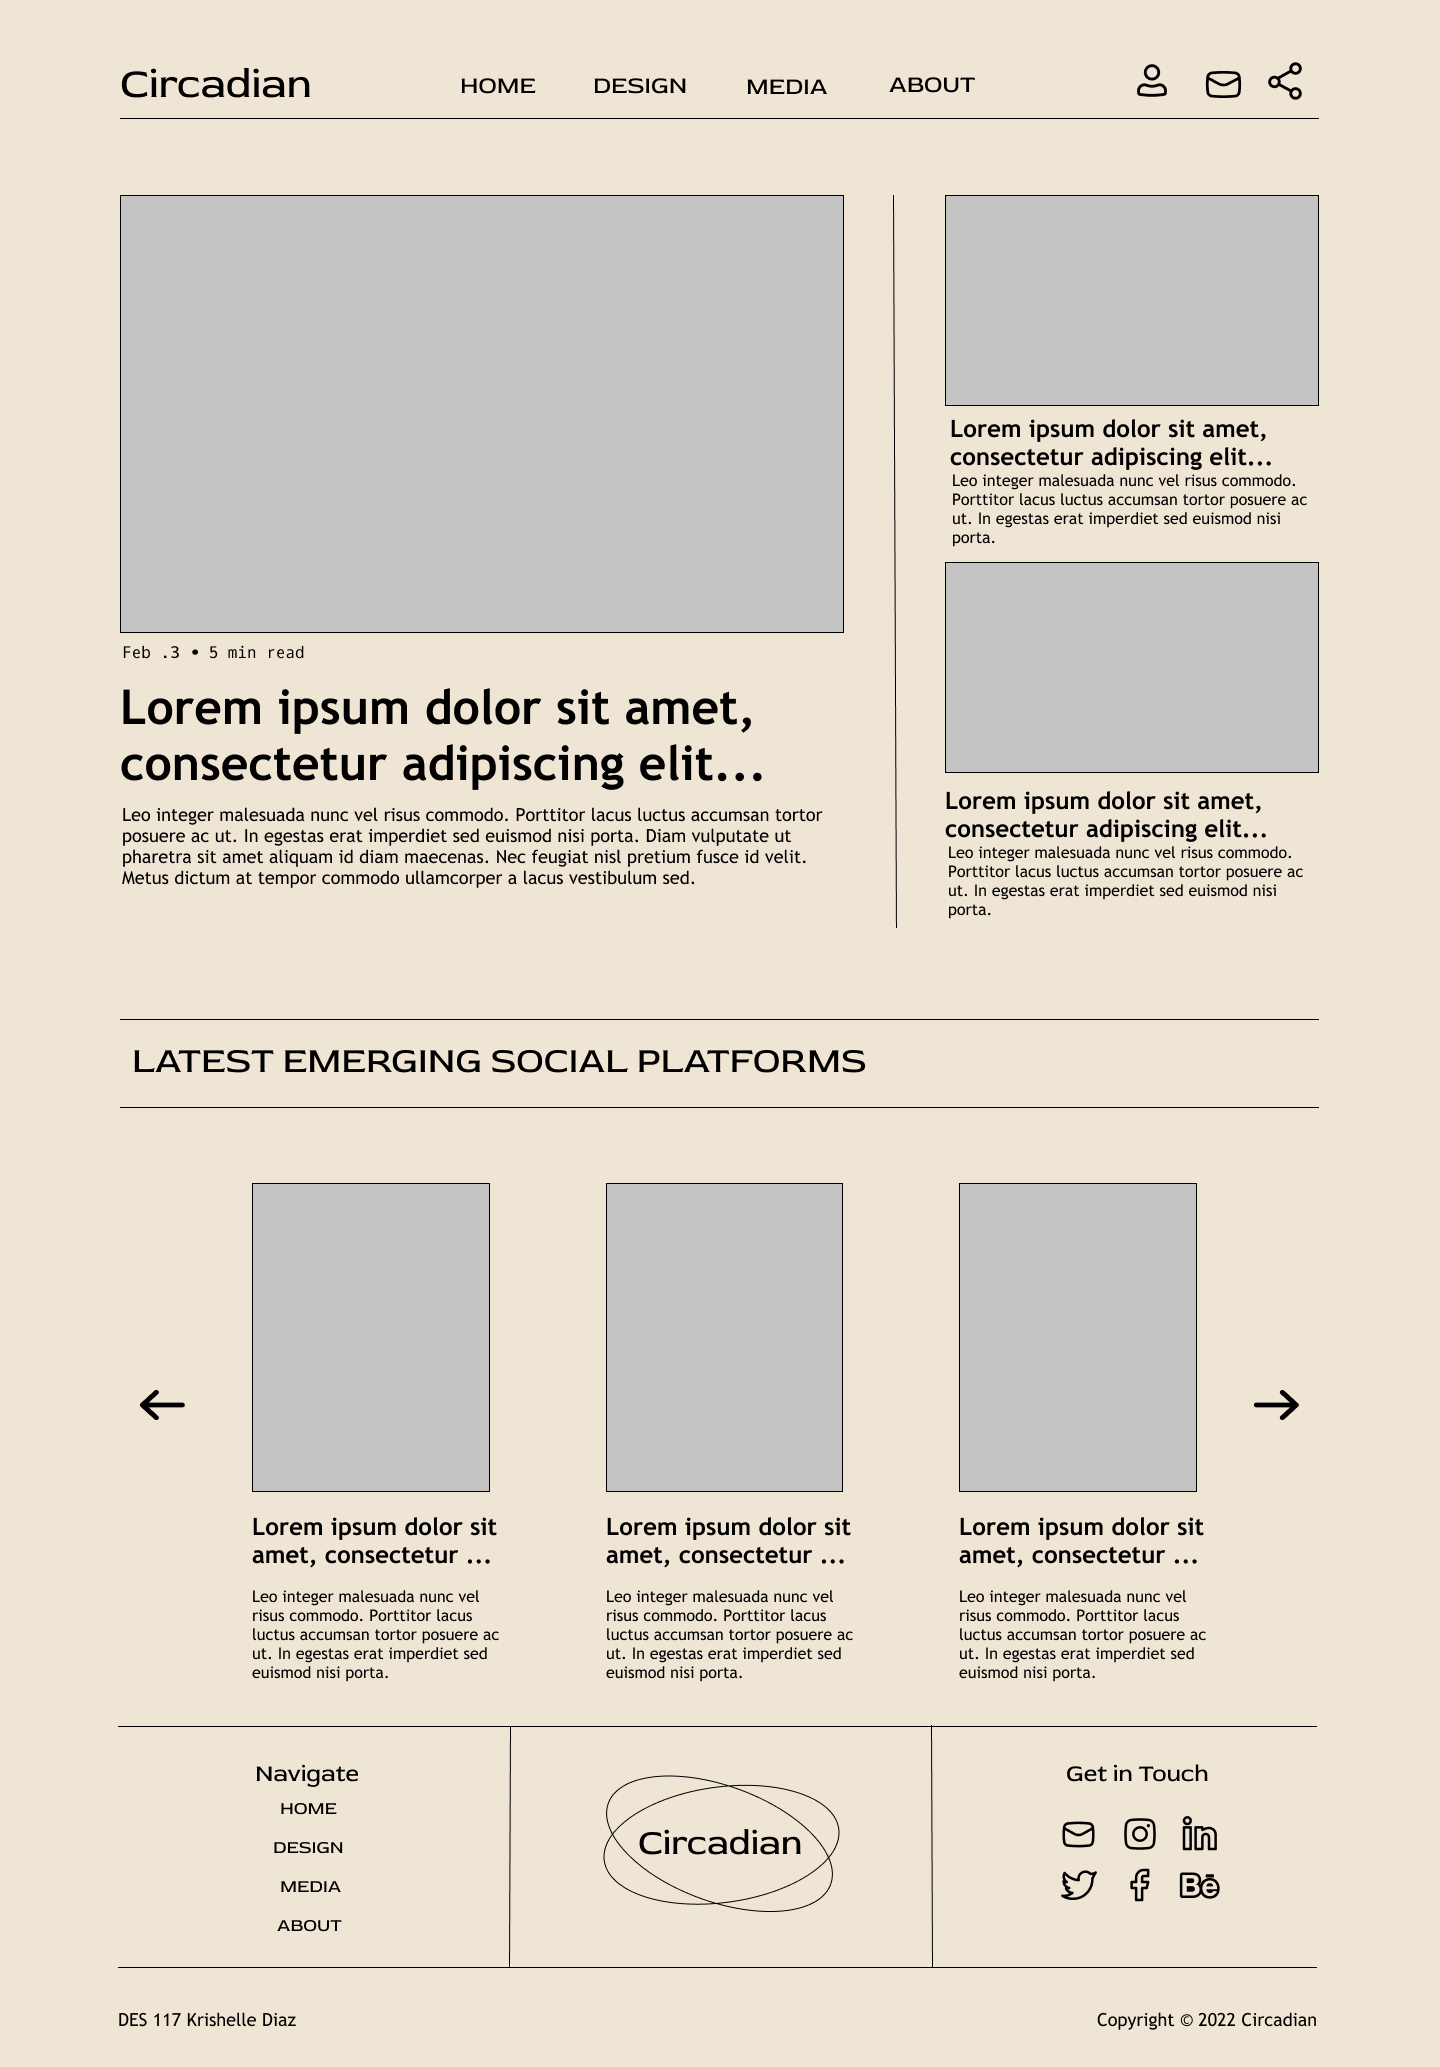 Circadian
HOME
DESIGN
MEDIA
ABOUT
Feb .3 • 5 min read
Lorem ipsum dolor sit amet,
consectetur adipiscing elit...
Leo integer malesuada nunc vel risus commodo. Porttitor lacus luctus accumsan tortor
posuere ac ut. In egestas erat imperdiet sed euismod nisi porta. Diam vulputate ut
pharetra sit amet aliquam id diam maecenas. Nec feugiat nisl pretium fusce id velit.
Metus dictum at tempor commodo ullamcorper a lacus vestibulum sed.
Lorem ipsum dolor sit amet,
consectetur adipiscing elit...
Leo integer malesuada nunc vel risus commodo.
Porttitor lacus luctus accumsan tortor posuere ac
ut. In egestas erat imperdiet sed euismod nisi
porta.
Lorem ipsum dolor sit amet,
consectetur adipiscing elit...
Leo integer malesuada nunc vel risus commodo.
Porttitor lacus luctus accumsan tortor posuere ac
ut. In egestas erat imperdiet sed euismod nisi
porta.
LATEST EMERGING SOCIAL PLATFORMS
Lorem ipsum dolor sit
amet, consectetur ...
Leo integer malesuada nunc vel
risus commodo. Porttitor lacus
luctus accumsan tortor posuere ac
ut. In egestas erat imperdiet sed
euismod nisi porta.
Lorem ipsum dolor sit
amet, consectetur ...
Leo integer malesuada nunc vel
risus commodo. Porttitor lacus
luctus accumsan tortor posuere ac
ut. In egestas erat imperdiet sed
euismod nisi porta.
Lorem ipsum dolor sit
amet, consectetur ...
Leo integer malesuada nunc vel
risus commodo. Porttitor lacus
luctus accumsan tortor posuere ac
ut. In egestas erat imperdiet sed
euismod nisi porta.
Navigate
HOME
DESIGN
MEDIA
ABOUT
Circadian
Get in Touch
DES 117 Krishelle Diaz
Copyright © 2022 Circadian